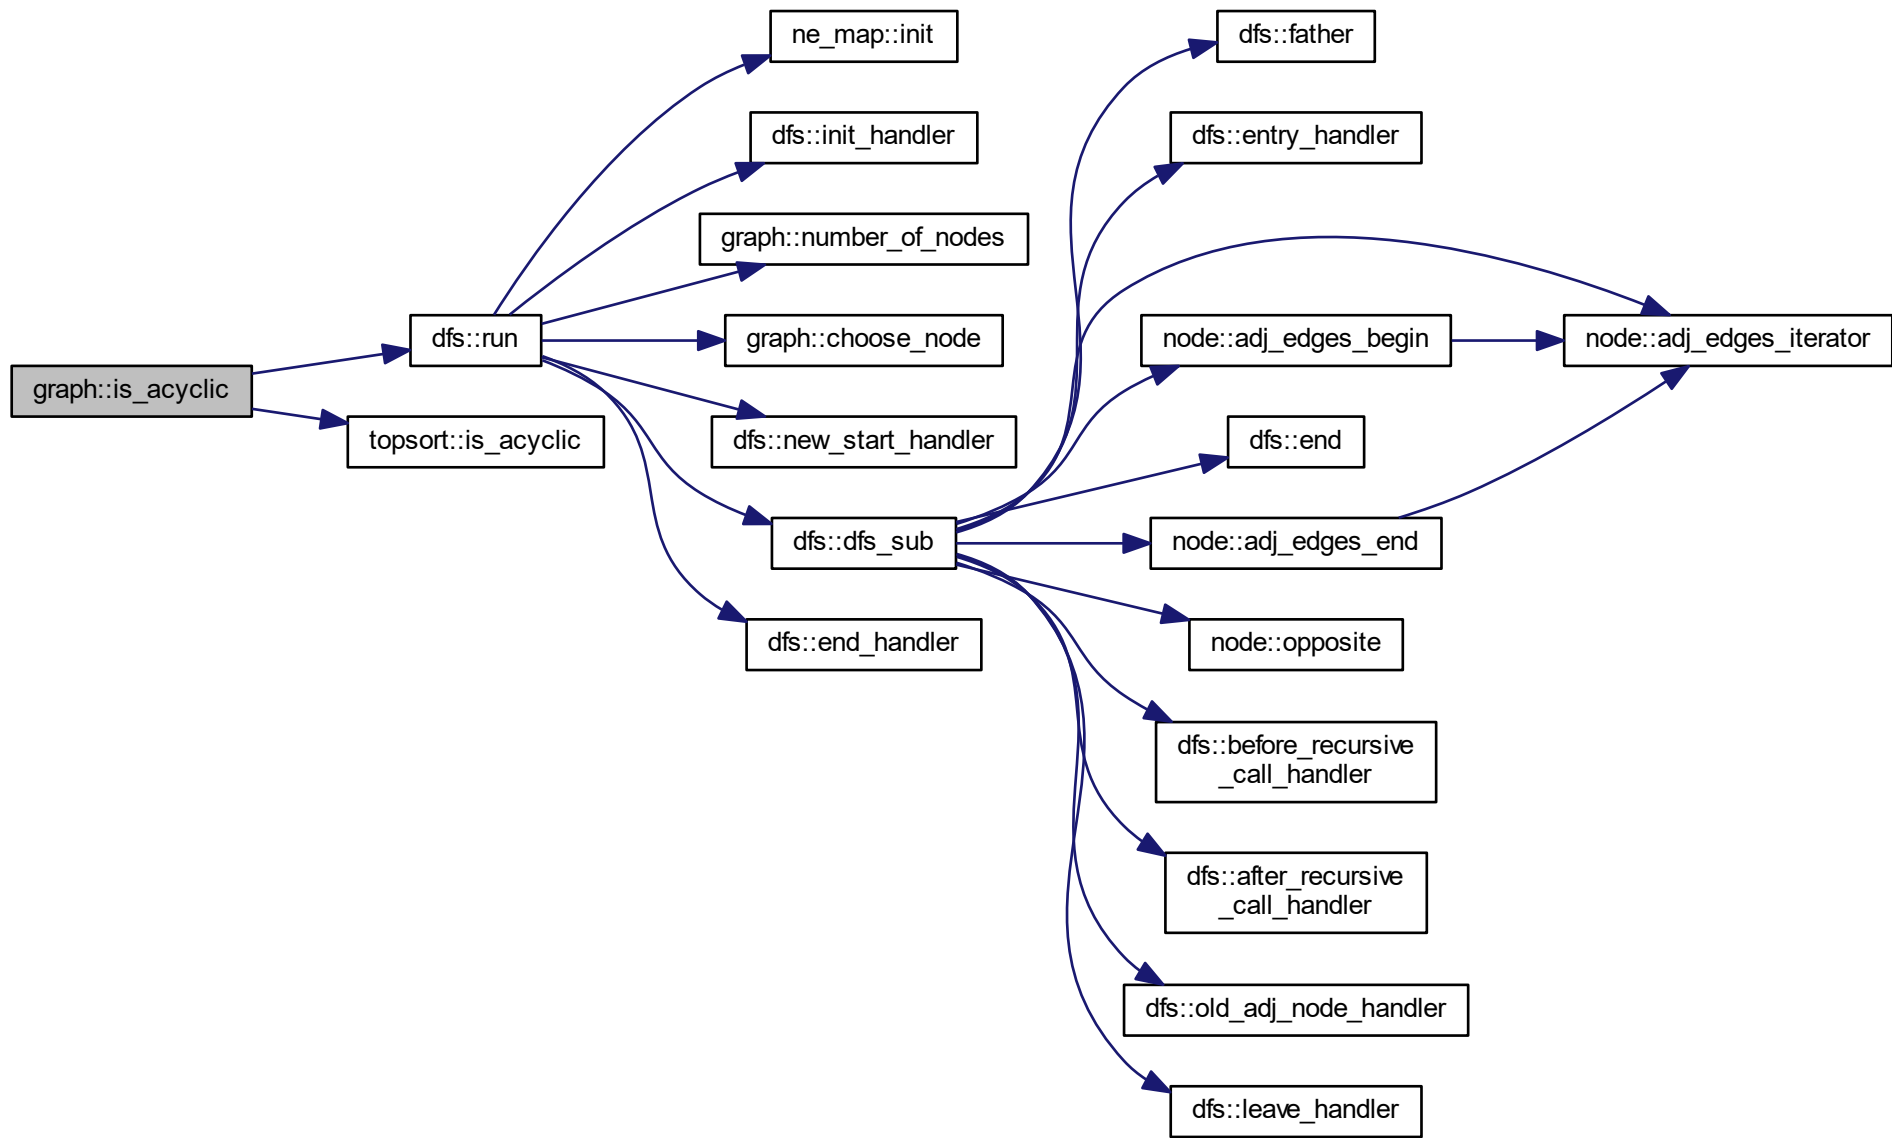 graph::is_acyclic
dfs::run
topsort::is_acyclic
ne_map::init
dfs::init_handler
graph::number_of_nodes
graph::choose_node
dfs::new_start_handler
dfs::dfs_sub
dfs::end_handler
dfs::father
dfs::entry_handler
node::adj_edges_begin
dfs::end
node::adj_edges_end
node::opposite
dfs::before_recursive
_call_handler
dfs::after_recursive
_call_handler
dfs::old_adj_node_handler
dfs::leave_handler
node::adj_edges_iterator